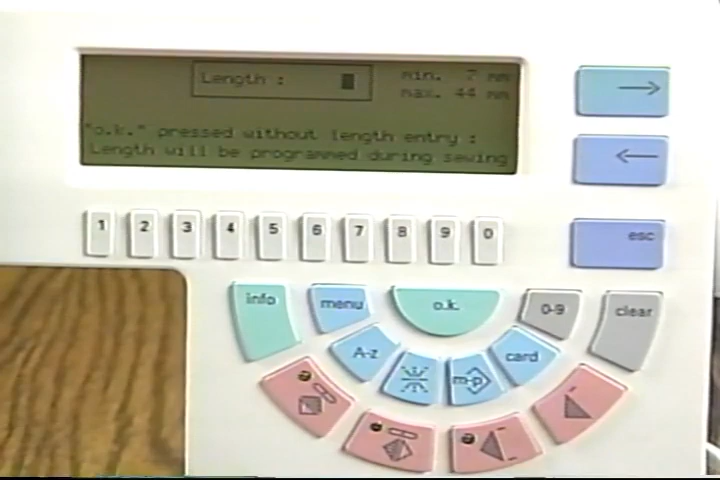 Length :
min. 7 mm
max. 44 mm
"o.k." pressed without length entry :
Length will be programmed during sewing
esc
1 2 3 4 5 6 7 8 9 0
info menu o.k. 0-9 clear
A-z m-p card